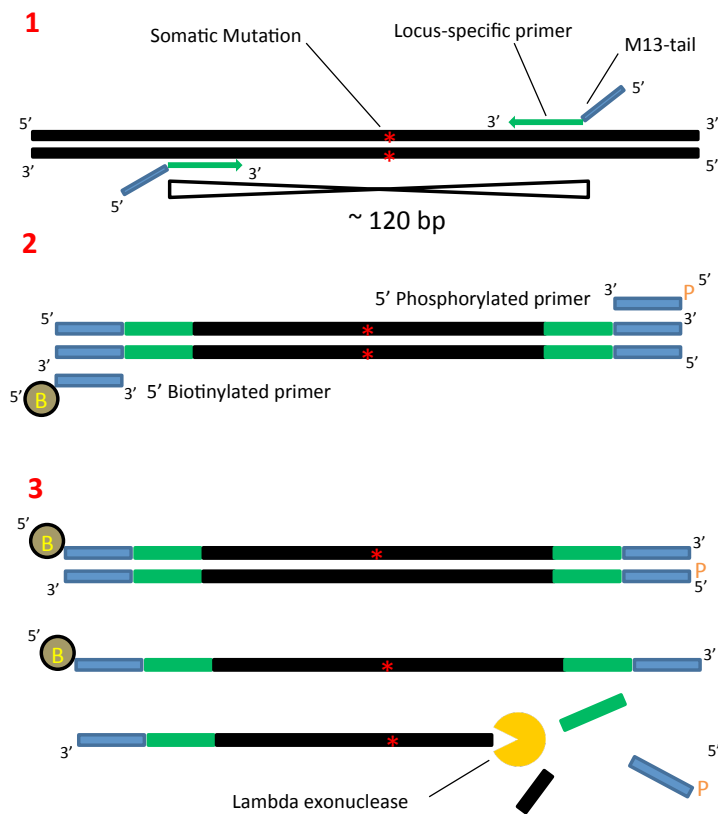 1
Somatic Mutation
Locus-specific primer
M13-tail
5’
3’
5’
3’
3’
3’
5’
~ 120 bp
2
5’ Phosphorylated primer
3’
5’
P
5’
3’
3’
5’
5’
B
3’
5’ Biotinylated primer
3
5’
B
3’
3’
P
5’
5’
B
3’
3’
5’
P
Lambda exonuclease